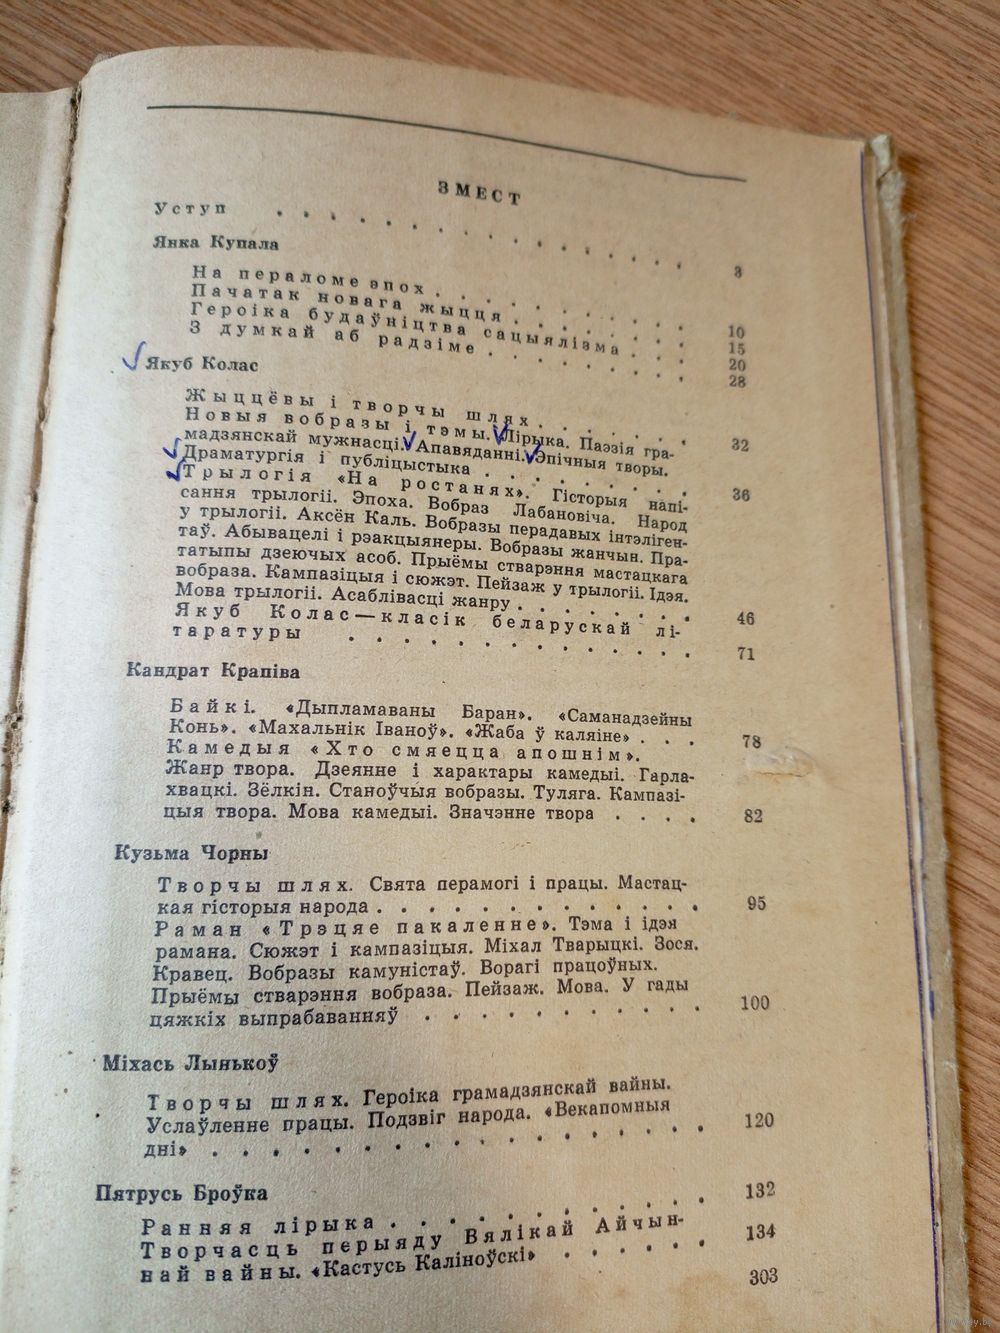 ЗМЕСТ
Уступ . . . . . . . . . . . . . 3
Янка Купала
На пераломе эпох . . . . . . . . 10
Пачатак новага жыцця . . . . . . 15
Героіка будаўніцтва сацыялізма . . . 20
З думкай аб радзіме . . . . . . . 28
Якуб Колас
Жыццёвы і творчы шлях . . . . . . 32
Новыя вобразы і тэмы. Лірыка. Паэзія гра-
мадзянскай мужнасці. Апавяданні. Эпічныя творы.
Драматургія і публіцыстыка . . . . . . . 36
Трылогія «На ростанях». Гісторыя напі-
сання трылогіі. Эпоха. Вобраз Лабановіча. Народ
у трылогіі. Аксён Каль. Вобразы перадавых інтэліген-
таў. Абывацелі і рэакцыянеры. Вобразы жанчын. Пра-
татыпы дзеючых асоб. Прыёмы стварэння мастацкага
вобраза. Кампазіцыя і сюжэт. Пейзаж у трылогіі. Ідэя.
Мова трылогіі. Асаблівасці жанру . . . . . . 46
Якуб Колас — класік беларускай лі-
таратуры . . . . . . . . . . . . . 71
Кандрат Крапіва
Байкі. «Дыпламаваны Баран». «Саманадзейны
Конь». «Махальнік Іваноў». «Жаба ў каляіне» . . . 78
Камедыя «Хто смяецца апошнім».
Жанр твора. Дзеянне і характары камедыі. Гарла-
хвацкі. Зёлкін. Станоўчыя вобразы. Туляга. Кампазі-
цыя твора. Мова камедыі. Значэнне твора . . . . 82
Кузьма Чорны
Творчы шлях. Свята перамогі і працы. Мастац-
кая гісторыя народа . . . . . . . . . . . . 95
Раман «Трэцяе пакаленне». Тэма і ідэя
рамана. Сюжэт і кампазіцыя. Міхал Тварыцкі. Зося.
Кравец. Вобразы камуністаў. Ворагі працоўных.
Прыёмы стварэння вобраза. Пейзаж. Мова. У гады
цяжкіх выпрабаванняў . . . . . . . . . . 100
Міхась Лынькоў
Творчы шлях. Героіка грамадзянскай вайны.
Услаўленне працы. Подзвіг народа. «Векапомныя
дні» . . . . . . . . . . . . . . . . 120
Пятрусь Броўка
Ранняя лірыка . . . . . . . . . . 132
Творчасць перыяду Вялікай Айчын-
най вайны. «Кастусь Каліноўскі» . . . . . 134
303